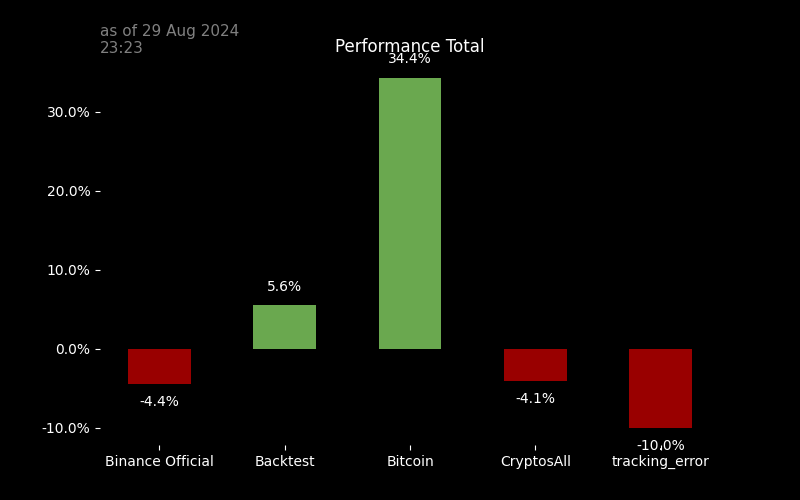 as of 29 Aug 2024
23:23
Performance Total
34.4%
30.0%
20.0%
10.0%
5.6%
0.0%
-4.4%
-4.1%
-10.0%
-10.0%
Binance Official
Backtest
Bitcoin
CryptosAll
tracking_error